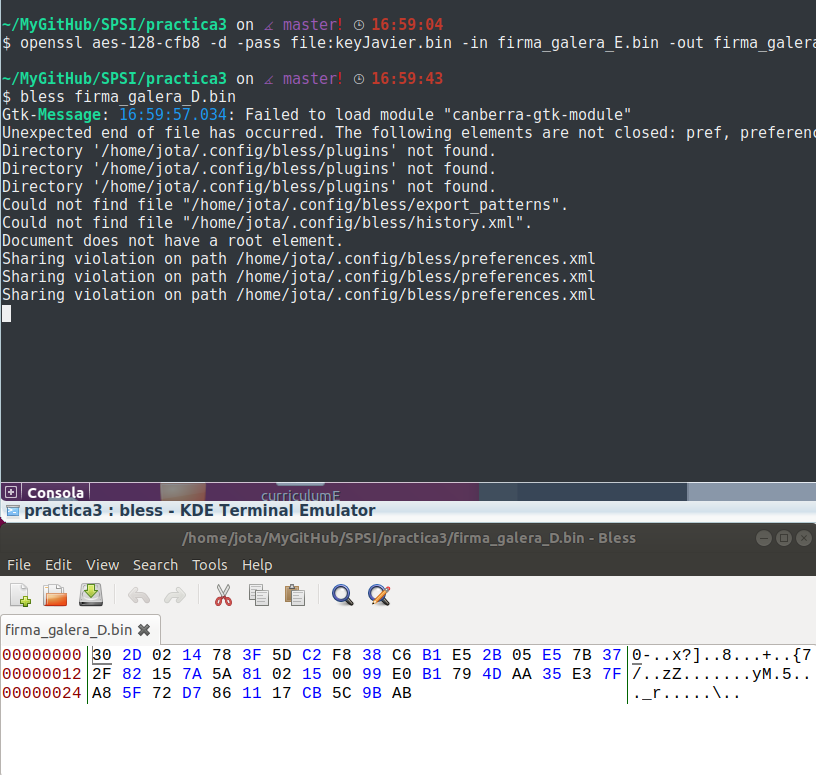 ~/MyGitHub/SPSI/practica3 on master! 16:59:04
$ openssl aes-128-cfb8 -d -pass file:keyJavier.bin -in firma_galera_E.bin -out firma_galera
~/MyGitHub/SPSI/practica3 on master! 16:59:43
$ bless firma_galera_D.bin
Gtk-Message: 16:59:57.034: Failed to load module "canberra-gtk-module"
Unexpected end of file has occurred. The following elements are not closed: pref, preferenc
Directory '/home/jota/.config/bless/plugins' not found.
Directory '/home/jota/.config/bless/plugins' not found.
Directory '/home/jota/.config/bless/plugins' not found.
Could not find file "/home/jota/.config/bless/export_patterns".
Could not find file "/home/jota/.config/bless/history.xml".
Document does not have a root element.
Sharing violation on path /home/jota/.config/bless/preferences.xml
Sharing violation on path /home/jota/.config/bless/preferences.xml
Sharing violation on path /home/jota/.config/bless/preferences.xml
Consola
curriculumE
practica3 : bless - KDE Terminal Emulator
/home/jota/MyGitHub/SPSI/practica3/firma_galera_D.bin - Bless
File Edit View Search Tools Help
firma_galera_D.bin
00000000 30 2D 02 14 78 3F 5D C2 F8 38 C6 B1 E5 2B 05 E5 7B 37 0-..x?]..8...+..{7
00000012 2F 82 15 7A 5A 81 02 15 00 99 E0 B1 79 4D AA 35 E3 7F /..zZ.......yM.5..
00000024 A8 5F 72 D7 86 11 17 CB 5C 9B AB ._r.....\..